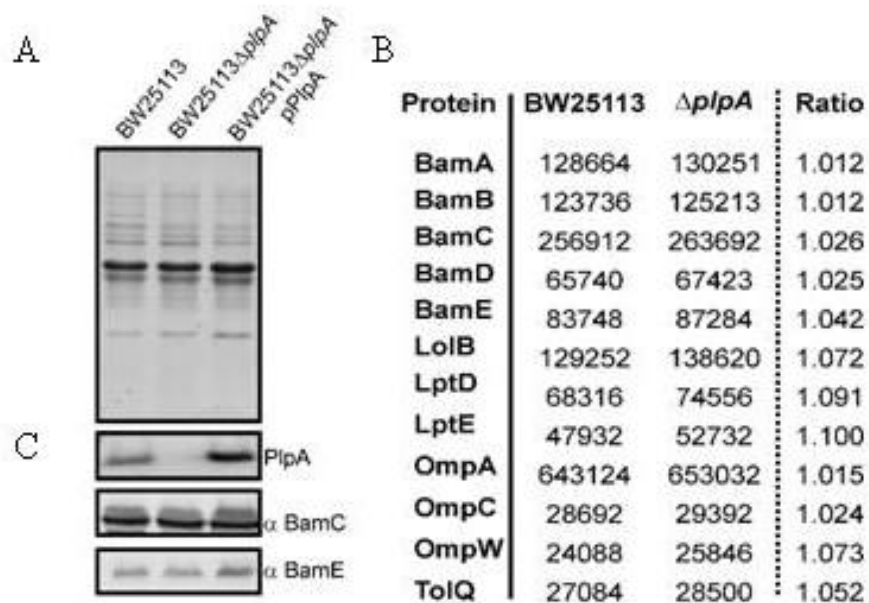 A
BW25113
BW25113ΔplpA
BW25113ΔplpA pPlpA
C
PlpA
α BamC
α BamE
B
Protein BW25113 ΔplpA Ratio
BamA 128664 130251 1.012
BamB 123736 125213 1.012
BamC 256912 263692 1.026
BamD 65740 67423 1.025
BamE 83748 87284 1.042
LolB 129252 138620 1.072
LptD 68316 74556 1.091
LptE 47932 52732 1.100
OmpA 643124 653032 1.015
OmpC 28692 29392 1.024
OmpW 24088 25846 1.073
TolQ 27084 28500 1.052